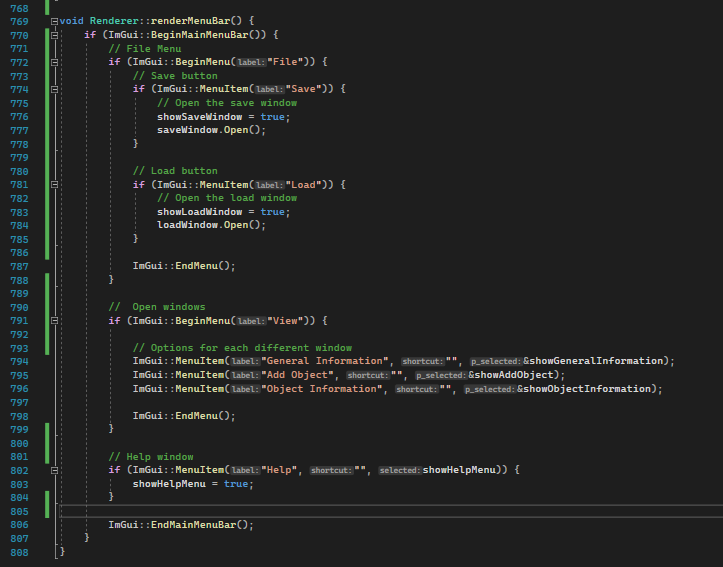 768
769 void Renderer::renderMenuBar() {
770 if (ImGui::BeginMainMenuBar()) {
771 // File Menu
772 if (ImGui::BeginMenu(label:"File")) {
773 // Save button
774 if (ImGui::MenuItem(label:"Save")) {
775 // Open the save window
776 showSaveWindow = true;
777 saveWindow.Open();
778 }
779
780 // Load button
781 if (ImGui::MenuItem(label:"Load")) {
782 // Open the load window
783 showLoadWindow = true;
784 loadWindow.Open();
785 }
786
787 ImGui::EndMenu();
788 }
789
790 //  Open windows
791 if (ImGui::BeginMenu(label:"View")) {
792
793 // Options for each different window
794 ImGui::MenuItem(label:"General Information", shortcut:"", p_selected:&showGeneralInformation);
795 ImGui::MenuItem(label:"Add Object", shortcut:"", p_selected:&showAddObject);
796 ImGui::MenuItem(label:"Object Information", shortcut:"", p_selected:&showObjectInformation);
797
798 ImGui::EndMenu();
799 }
800
801 // Help window
802 if (ImGui::MenuItem(label:"Help", shortcut:"", selected:showHelpMenu)) {
803 showHelpMenu = true;
804 }
805
806 ImGui::EndMainMenuBar();
807 }
808 }